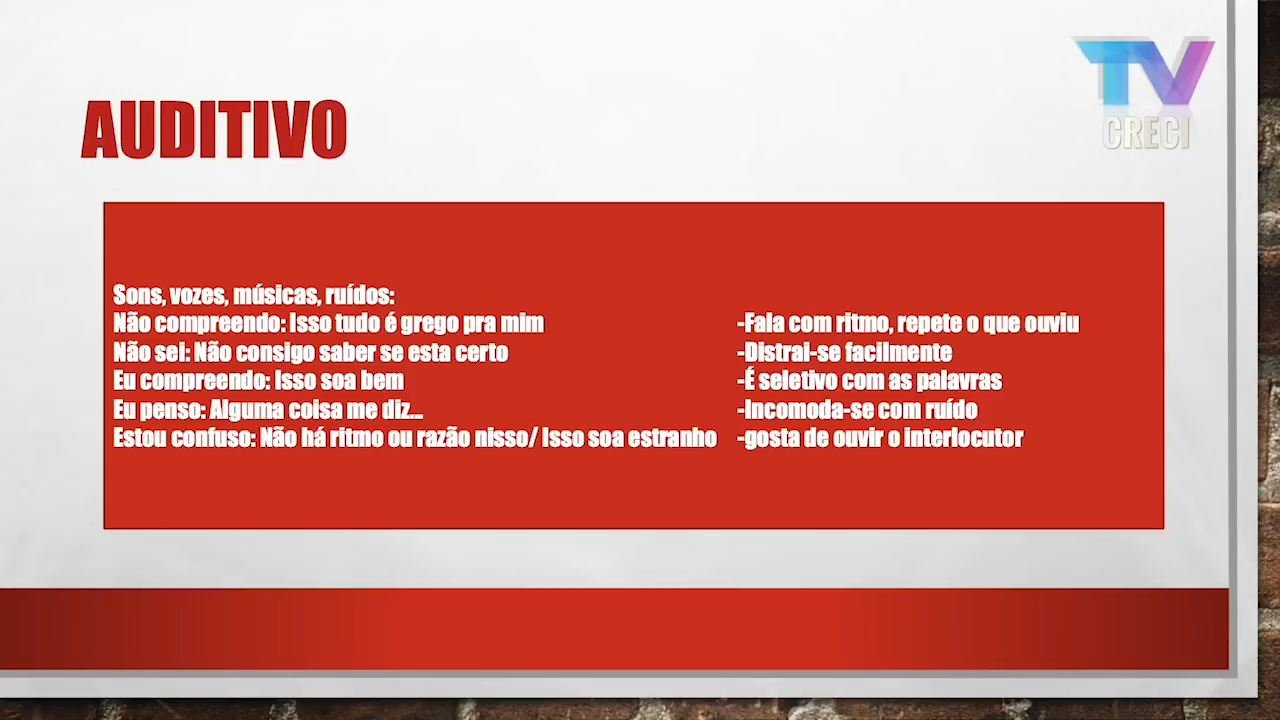 TV
CRECI
AUDITIVO
Sons, vozes, músicas, ruídos:
Não compreendo: Isso tudo é grego pra mim
Não sei: Não consigo saber se esta certo
Eu compreendo: Isso soa bem
Eu penso: Alguma coisa me diz...
Estou confuso: Não há ritmo ou razão nisso/ Isso soa estranho
-Fala com ritmo, repete o que ouviu
-Distrai-se facilmente
-É seletivo com as palavras
-Incomoda-se com ruído
-gosta de ouvir o interlocutor